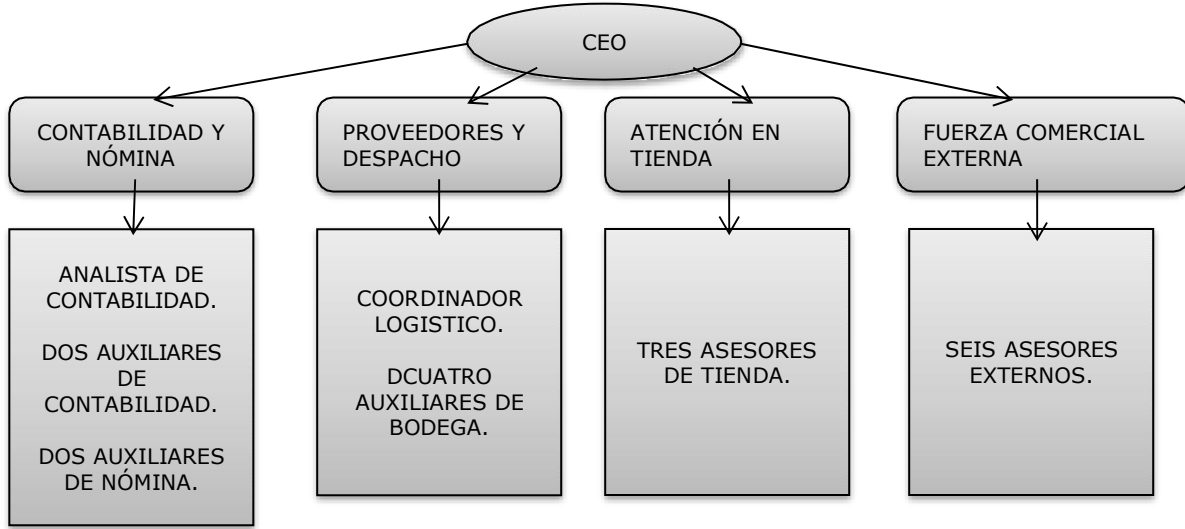 CEO
CONTABILIDAD Y
NÓMINA
PROVEEDORES Y
DESPACHO
ATENCIÓN EN
TIENDA
FUERZA COMERCIAL
EXTERNA
ANALISTA DE
CONTABILIDAD.
DOS AUXILIARES
DE
CONTABILIDAD.
DOS AUXILIARES
DE NÓMINA.
COORDINADOR
LOGISTICO.
DCUATRO
AUXILIARES DE
BODEGA.
TRES ASESORES
DE TIENDA.
SEIS ASESORES
EXTERNOS.